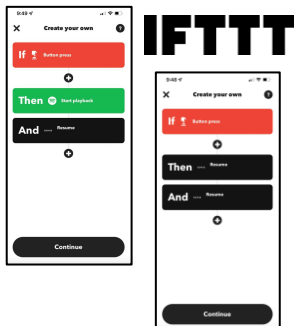 9:49
Create your own
?
If Button press
Then Start playback
And Resume
Continue
IFTTT
9:48
Create your own
?
If Button press
Then Resume
And Resume
Continue